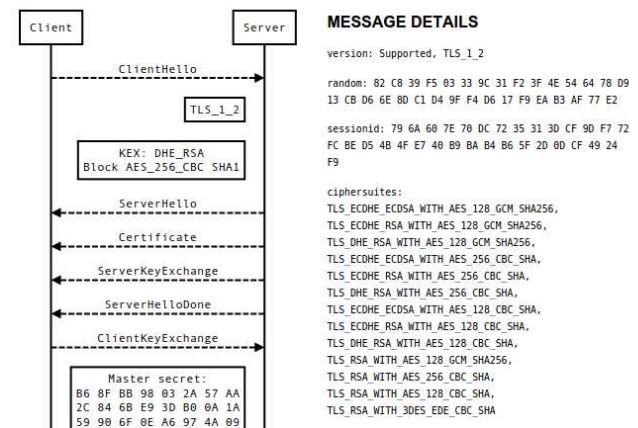 Client
Server
ClientHello
TLS_1_2
KEX: DHE_RSA
Block AES_256_CBC SHA1
ServerHello
Certificate
ServerKeyExchange
ServerHelloDone
ClientKeyExchange
Master secret:
B6 8F BB 98 03 2A 57 AA
2C 84 6B E9 3D B0 0A 1A
59 90 6F 0E A6 97 4A 09
MESSAGE DETAILS
version: Supported, TLS_1_2
random: 82 C8 39 F5 03 33 9C 31 F2 3F 4E 54 64 78 D9
13 CB D6 6E 8D C1 D4 9F F4 D6 17 F9 EA B3 AF 77 E2
sessionid: 79 6A 60 7E 70 DC 72 35 31 3D CF 9D F7 72
FC BE D5 4B 4F E7 40 B9 BA B4 B6 5F 2D 0D CF 49 24
F9
ciphersuites:
TLS_ECDHE_ECDSA_WITH_AES_128_GCM_SHA256,
TLS_ECDHE_RSA_WITH_AES_128_GCM_SHA256,
TLS_DHE_RSA_WITH_AES_128_GCM_SHA256,
TLS_ECDHE_ECDSA_WITH_AES_256_CBC_SHA,
TLS_ECDHE_RSA_WITH_AES_256_CBC_SHA,
TLS_DHE_RSA_WITH_AES_256_CBC_SHA,
TLS_ECDHE_ECDSA_WITH_AES_128_CBC_SHA,
TLS_ECDHE_RSA_WITH_AES_128_CBC_SHA,
TLS_DHE_RSA_WITH_AES_128_CBC_SHA,
TLS_RSA_WITH_AES_128_GCM_SHA256,
TLS_RSA_WITH_AES_256_CBC_SHA,
TLS_RSA_WITH_AES_128_CBC_SHA,
TLS_RSA_WITH_3DES_EDE_CBC_SHA